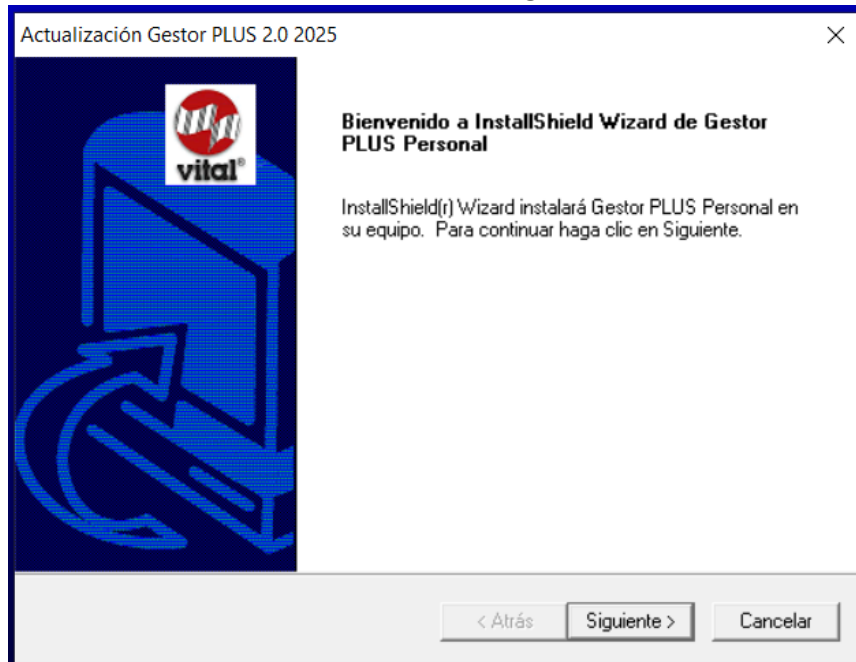 Actualización Gestor PLUS 2.0 2025
vital®
Bienvenido a InstallShield Wizard de Gestor
PLUS Personal
InstallShield(r) Wizard instalará Gestor PLUS Personal en
su equipo. Para continuar haga clic en Siguiente.
< Atrás
Siguiente >
Cancelar